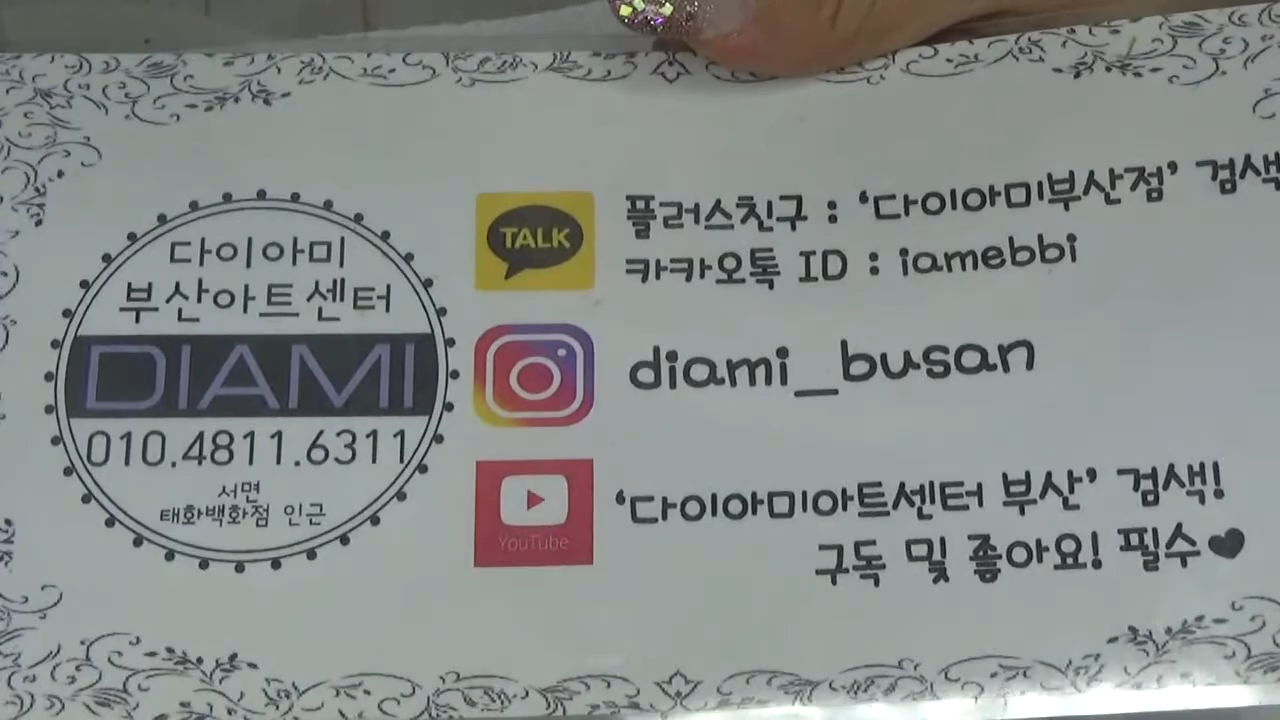 다이아미
부산아트센터
DIAMI
010.4811.6311
서면
태화백화점 인근
TALK
플러스친구 : ‘다이아미부산점’ 검색
카카오톡 ID : iamebbi
diami_busan
YouTube
‘다이아미아트센터 부산’ 검색!
구독 및 좋아요! 필수♥